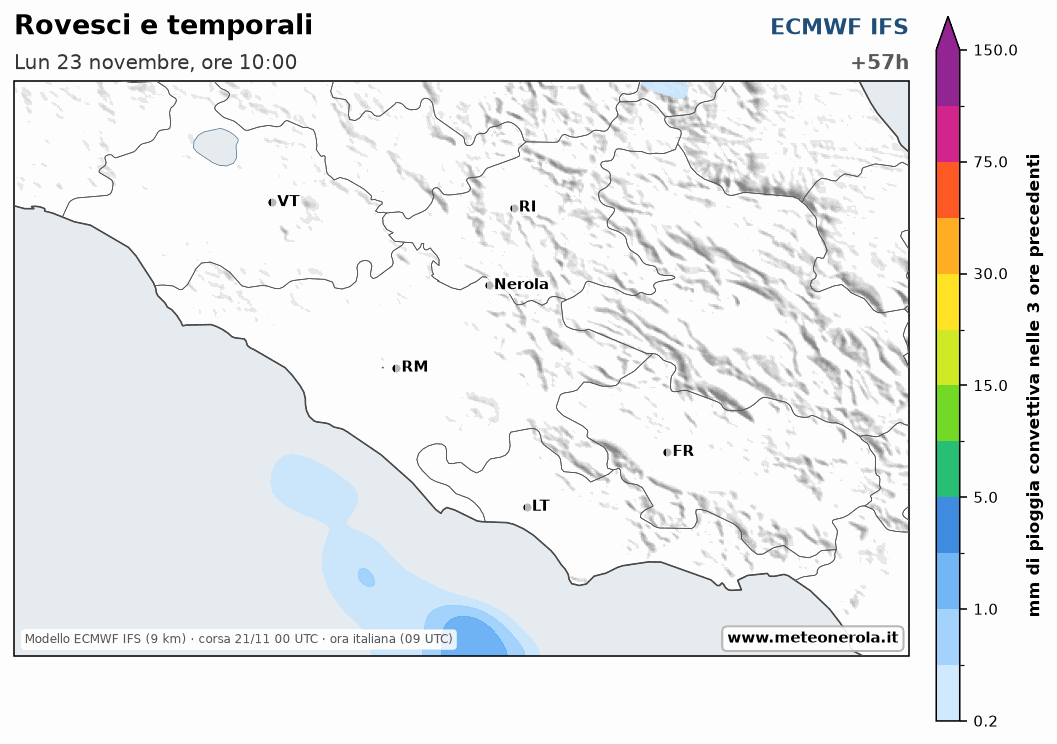 Rovesci e temporali
ECMWF IFS
Lun 23 novembre, ore 10:00
+57h
150.0
75.0
30.0
15.0
5.0
1.0
0.2
mm di pioggia convettiva nelle 3 ore precedenti
VT
RI
Nerola
RM
FR
LT
Modello ECMWF IFS (9 km) · corsa 21/11 00 UTC · ora italiana (09 UTC)
www.meteonerola.it